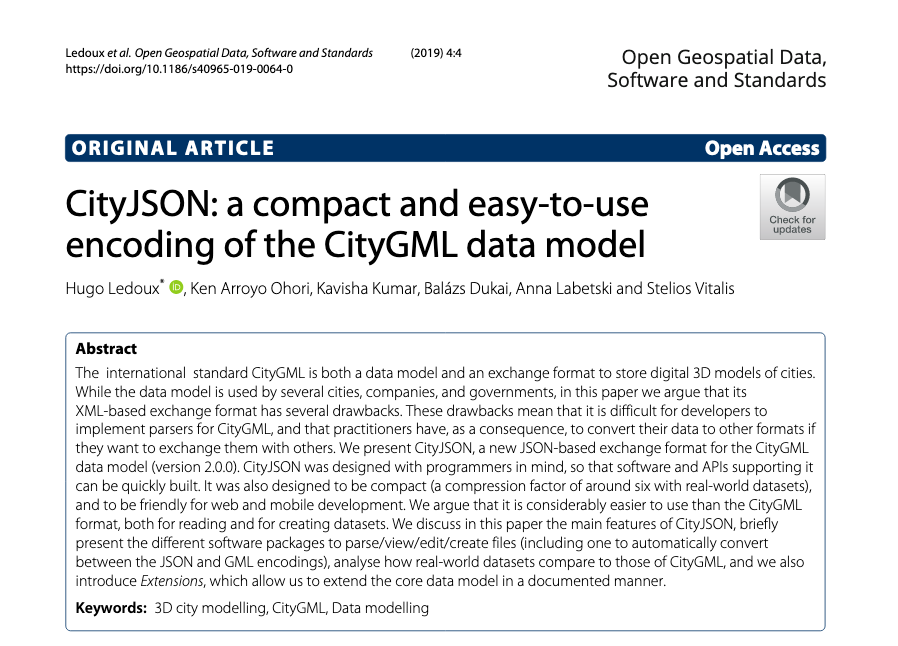 Ledoux et al. Open Geospatial Data, Software and Standards (2019) 4:4
https://doi.org/10.1186/s40965-019-0064-0
Open Geospatial Data,
Software and Standards
ORIGINAL ARTICLE Open Access
CityJSON: a compact and easy-to-use
encoding of the CityGML data model
Check for
updates
Hugo Ledoux* iD, Ken Arroyo Ohori, Kavisha Kumar, Balázs Dukai, Anna Labetski and Stelios Vitalis
Abstract
The international standard CityGML is both a data model and an exchange format to store digital 3D models of cities.
While the data model is used by several cities, companies, and governments, in this paper we argue that its
XML-based exchange format has several drawbacks. These drawbacks mean that it is difficult for developers to
implement parsers for CityGML, and that practitioners have, as a consequence, to convert their data to other formats if
they want to exchange them with others. We present CityJSON, a new JSON-based exchange format for the CityGML
data model (version 2.0.0). CityJSON was designed with programmers in mind, so that software and APIs supporting it
can be quickly built. It was also designed to be compact (a compression factor of around six with real-world datasets),
and to be friendly for web and mobile development. We argue that it is considerably easier to use than the CityGML
format, both for reading and for creating datasets. We discuss in this paper the main features of CityJSON, briefly
present the different software packages to parse/view/edit/create files (including one to automatically convert
between the JSON and GML encodings), analyse how real-world datasets compare to those of CityGML, and we also
introduce Extensions, which allow us to extend the core data model in a documented manner.
Keywords: 3D city modelling, CityGML, Data modelling